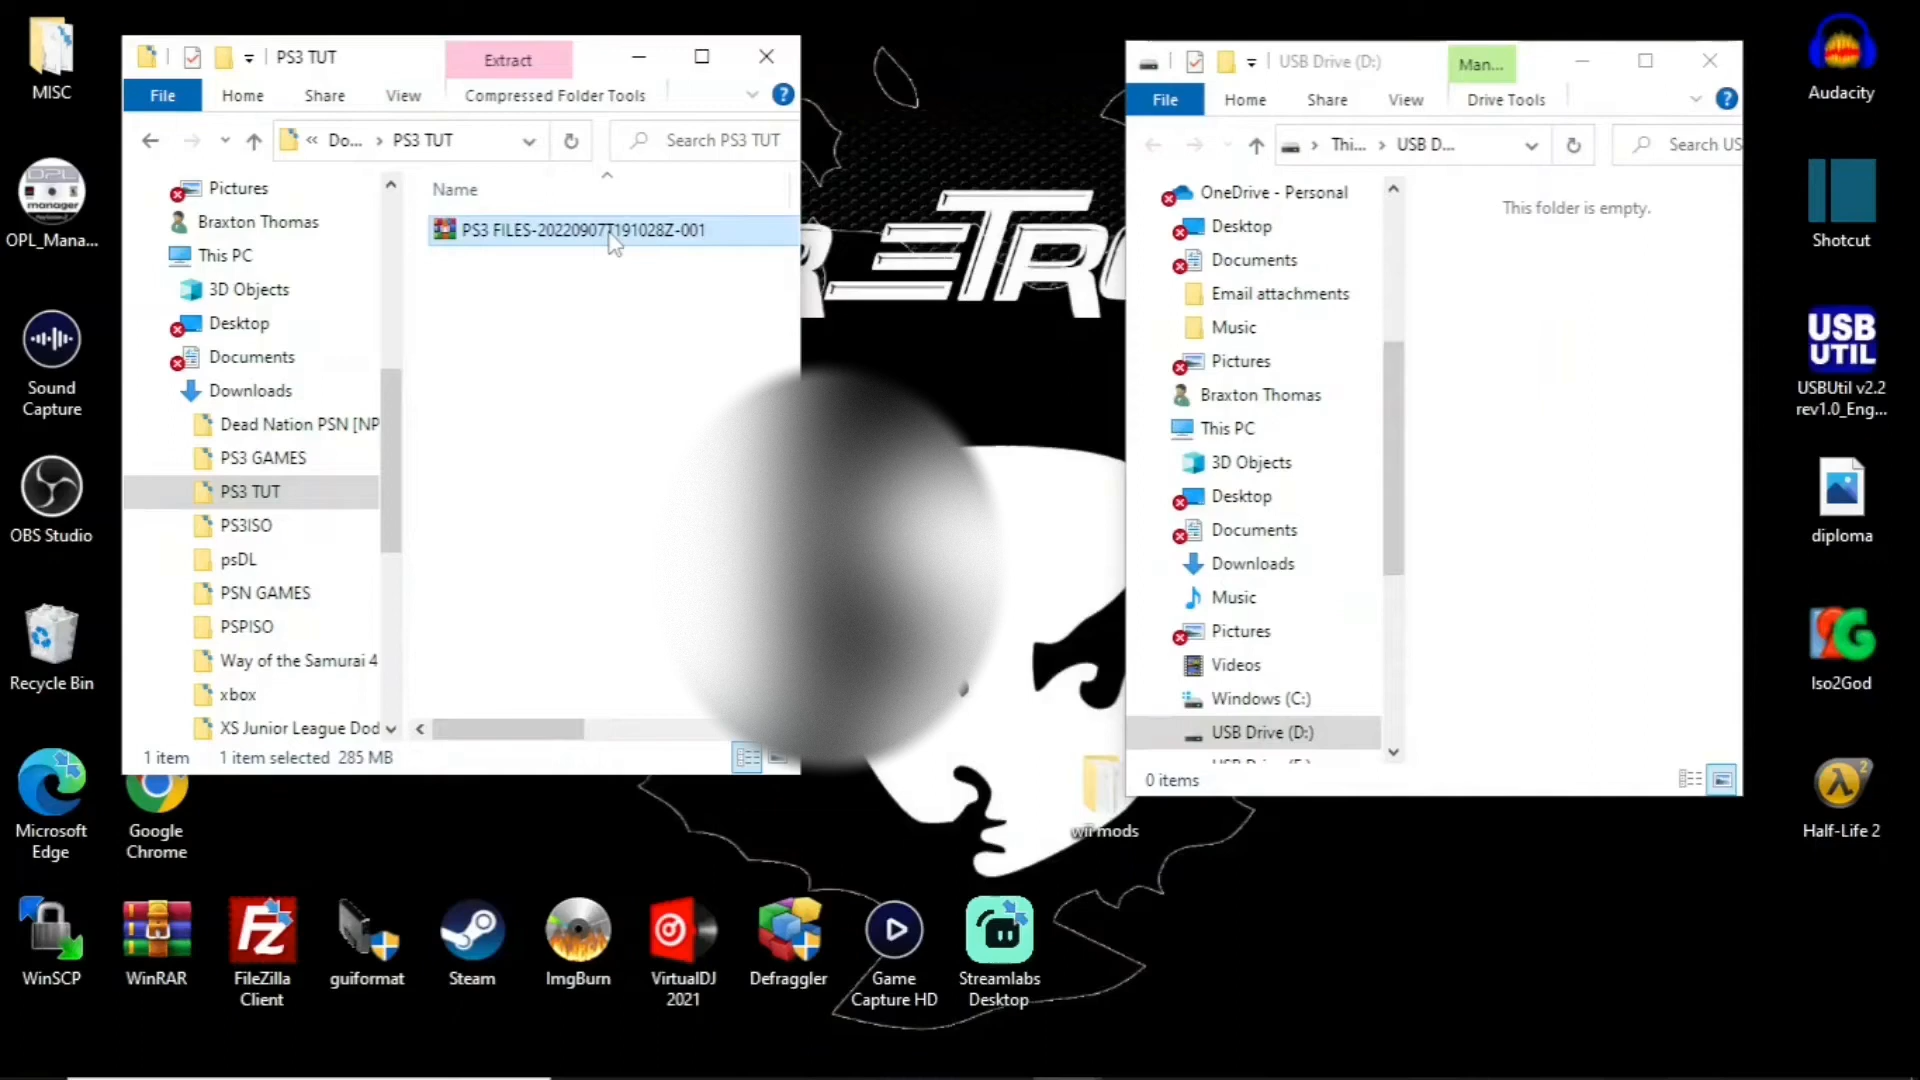 MISC
OPL_Mana...
Sound
Capture
OBS Studio
Recycle Bin
Microsoft
Edge
Google
Chrome
WinSCP
WinRAR
FileZilla
Client
guiformat
Steam
ImgBurn
VirtualDJ
2021
Defraggler
Game
Capture HD
Streamlabs
Desktop
wii mods
Audacity
Shotcut
USB
UTIL
USBUtil v2.2
rev1.0_Eng...
diploma
Iso2God
Half-Life 2
PS3 TUT
Extract
File
Home
Share
View
Compressed Folder Tools
« Do... › PS3 TUT
Search PS3 TUT
Pictures
Braxton Thomas
This PC
3D Objects
Desktop
Documents
Downloads
Dead Nation PSN [NP
PS3 GAMES
PS3 TUT
PS3ISO
psDL
PSN GAMES
PSPISO
Way of the Samurai 4
xbox
XS Junior League Dod
Name
PS3 FILES-20220907T191028Z-001
1 item
1 item selected 285 MB
USB Drive (D:)
Man...
File
Home
Share
View
Drive Tools
› Thi... › USB D...
Search US
OneDrive - Personal
Desktop
Documents
Email attachments
Music
Pictures
Braxton Thomas
This PC
3D Objects
Desktop
Documents
Downloads
Music
Pictures
Videos
Windows (C:)
USB Drive (D:)
This folder is empty.
0 items